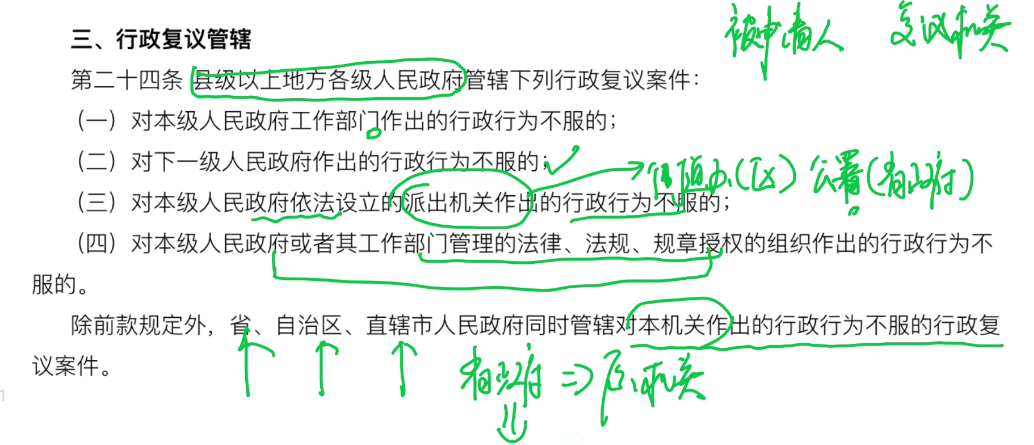 被申请人 复议机关
三、行政复议管辖
第二十四条 县级以上地方各级人民政府管辖下列行政复议案件：
（一）对本级人民政府工作部门作出的行政行为不服的；
（二）对下一级人民政府作出的行政行为不服的；
街道办(区) 公署(省政府)
（三）对本级人民政府依法设立的派出机关作出的行政行为不服的；
（四）对本级人民政府或者其工作部门管理的法律、法规、规章授权的组织作出的行政行为不
服的。
除前款规定外，省、自治区、直辖市人民政府同时管辖对本机关作出的行政行为不服的行政复
议案件。
省政府 => 原机关
1